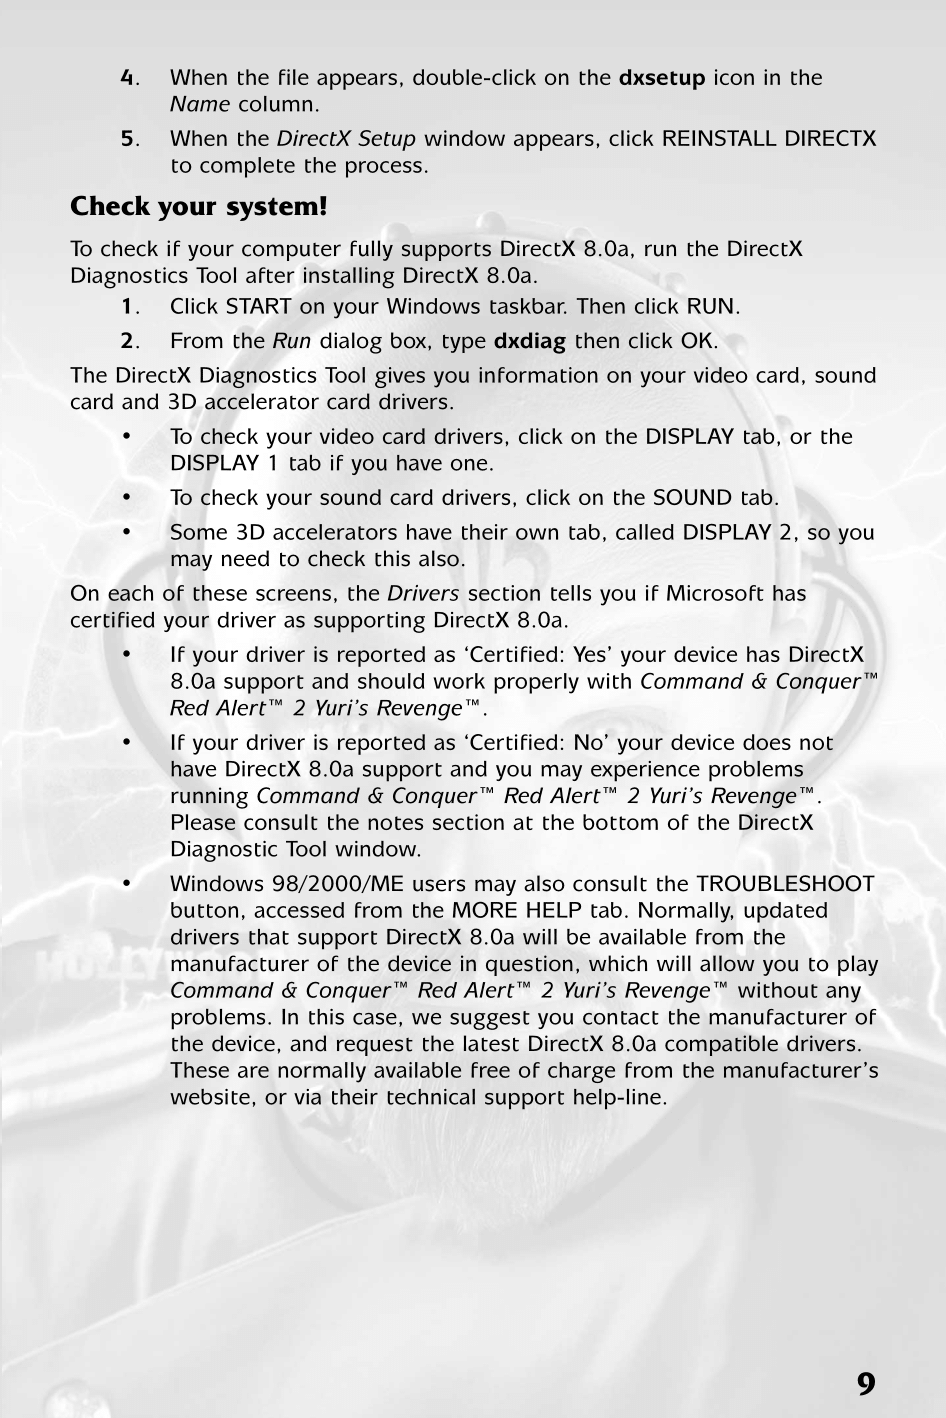 4. When the file appears, double-click on the dxsetup icon in the
Name column.
5. When the DirectX Setup window appears, click REINSTALL DIRECTX
to complete the process.
Check your system!
To check if your computer fully supports DirectX 8.0a, run the DirectX
Diagnostics Tool after installing DirectX 8.0a.
1. Click START on your Windows taskbar. Then click RUN.
2. From the Run dialog box, type dxdiag then click OK.
The DirectX Diagnostics Tool gives you information on your video card, sound
card and 3D accelerator card drivers.
• To check your video card drivers, click on the DISPLAY tab, or the
DISPLAY 1 tab if you have one.
• To check your sound card drivers, click on the SOUND tab.
• Some 3D accelerators have their own tab, called DISPLAY 2, so you
may need to check this also.
On each of these screens, the Drivers section tells you if Microsoft has
certified your driver as supporting DirectX 8.0a.
• If your driver is reported as ‘Certified: Yes’ your device has DirectX
8.0a support and should work properly with Command & Conquer™
Red Alert™ 2 Yuri’s Revenge™.
• If your driver is reported as ‘Certified: No’ your device does not
have DirectX 8.0a support and you may experience problems
running Command & Conquer™ Red Alert™ 2 Yuri’s Revenge™.
Please consult the notes section at the bottom of the DirectX
Diagnostic Tool window.
• Windows 98/2000/ME users may also consult the TROUBLESHOOT
button, accessed from the MORE HELP tab. Normally, updated
drivers that support DirectX 8.0a will be available from the
manufacturer of the device in question, which will allow you to play
Command & Conquer™ Red Alert™ 2 Yuri’s Revenge™ without any
problems. In this case, we suggest you contact the manufacturer of
the device, and request the latest DirectX 8.0a compatible drivers.
These are normally available free of charge from the manufacturer’s
website, or via their technical support help-line.
9